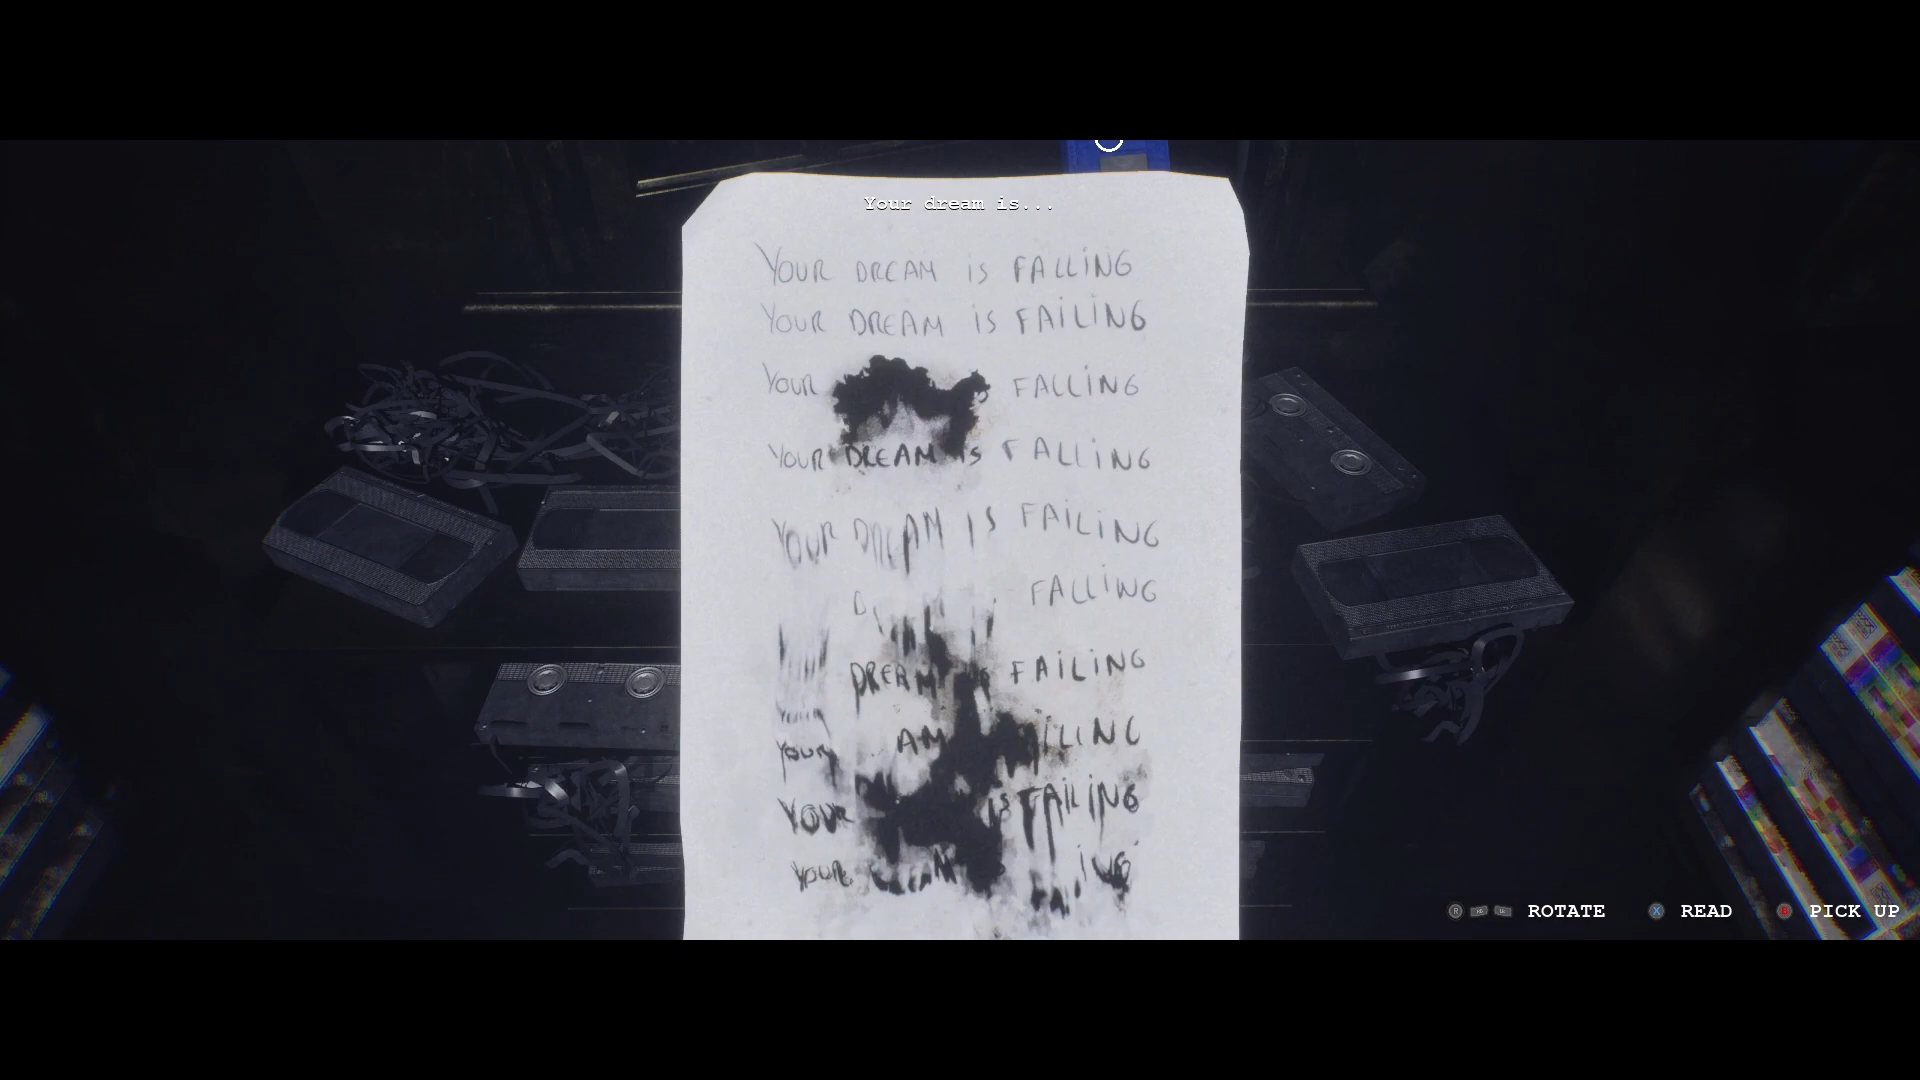 Your dream is...
YOUR DREAM iS FALLiNG
YOUR DREAM iS FAiLiNG
YOUR FALLiNG
YOUR DREAM iS FALLiNG
YOUR DREAM IS FAiLiNG
FALLiNG
DREAM FAiLiNG
YOUR
YOUR iS FAiLiNG
YOUR
ROTATE READ PICK UP